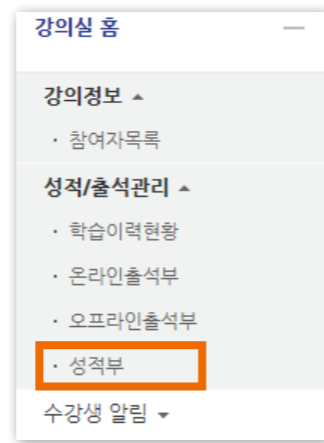 강의실 홈
강의정보 ▲
· 참여자목록
성적/출석관리 ▲
· 학습이력현황
· 온라인출석부
· 오프라인출석부
· 성적부
수강생 알림 ▼